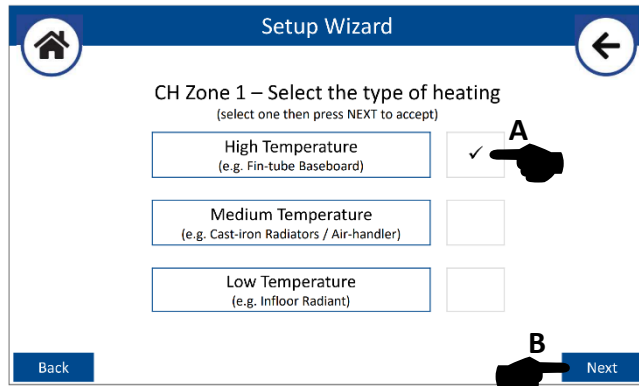 Setup Wizard
CH Zone 1 – Select the type of heating
(select one then press NEXT to accept)
A
High Temperature
(e.g. Fin-tube Baseboard)
✓
Medium Temperature
(e.g. Cast-iron Radiators / Air-handler)
Low Temperature
(e.g. Infloor Radiant)
B
Back
Next